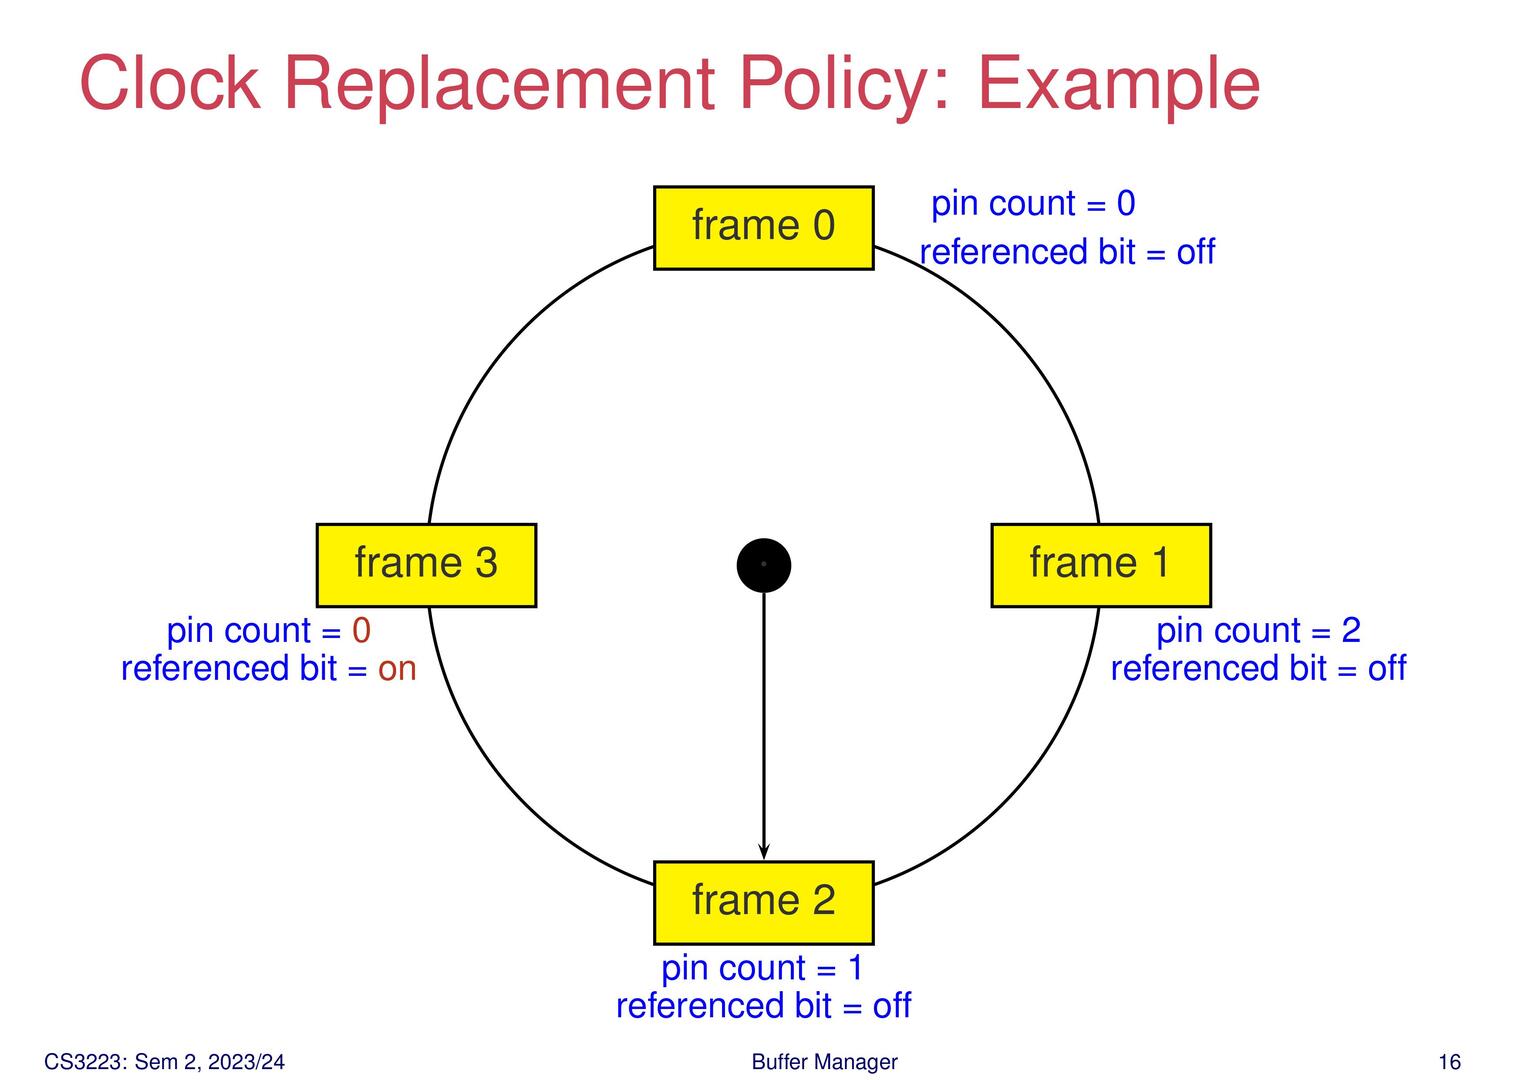 Clock Replacement Policy: Example
frame 0
pin count = 0
referenced bit = off
frame 3
pin count = 0
referenced bit = on
frame 1
pin count = 2
referenced bit = off
frame 2
pin count = 1
referenced bit = off
CS3223: Sem 2, 2023/24
Buffer Manager
16